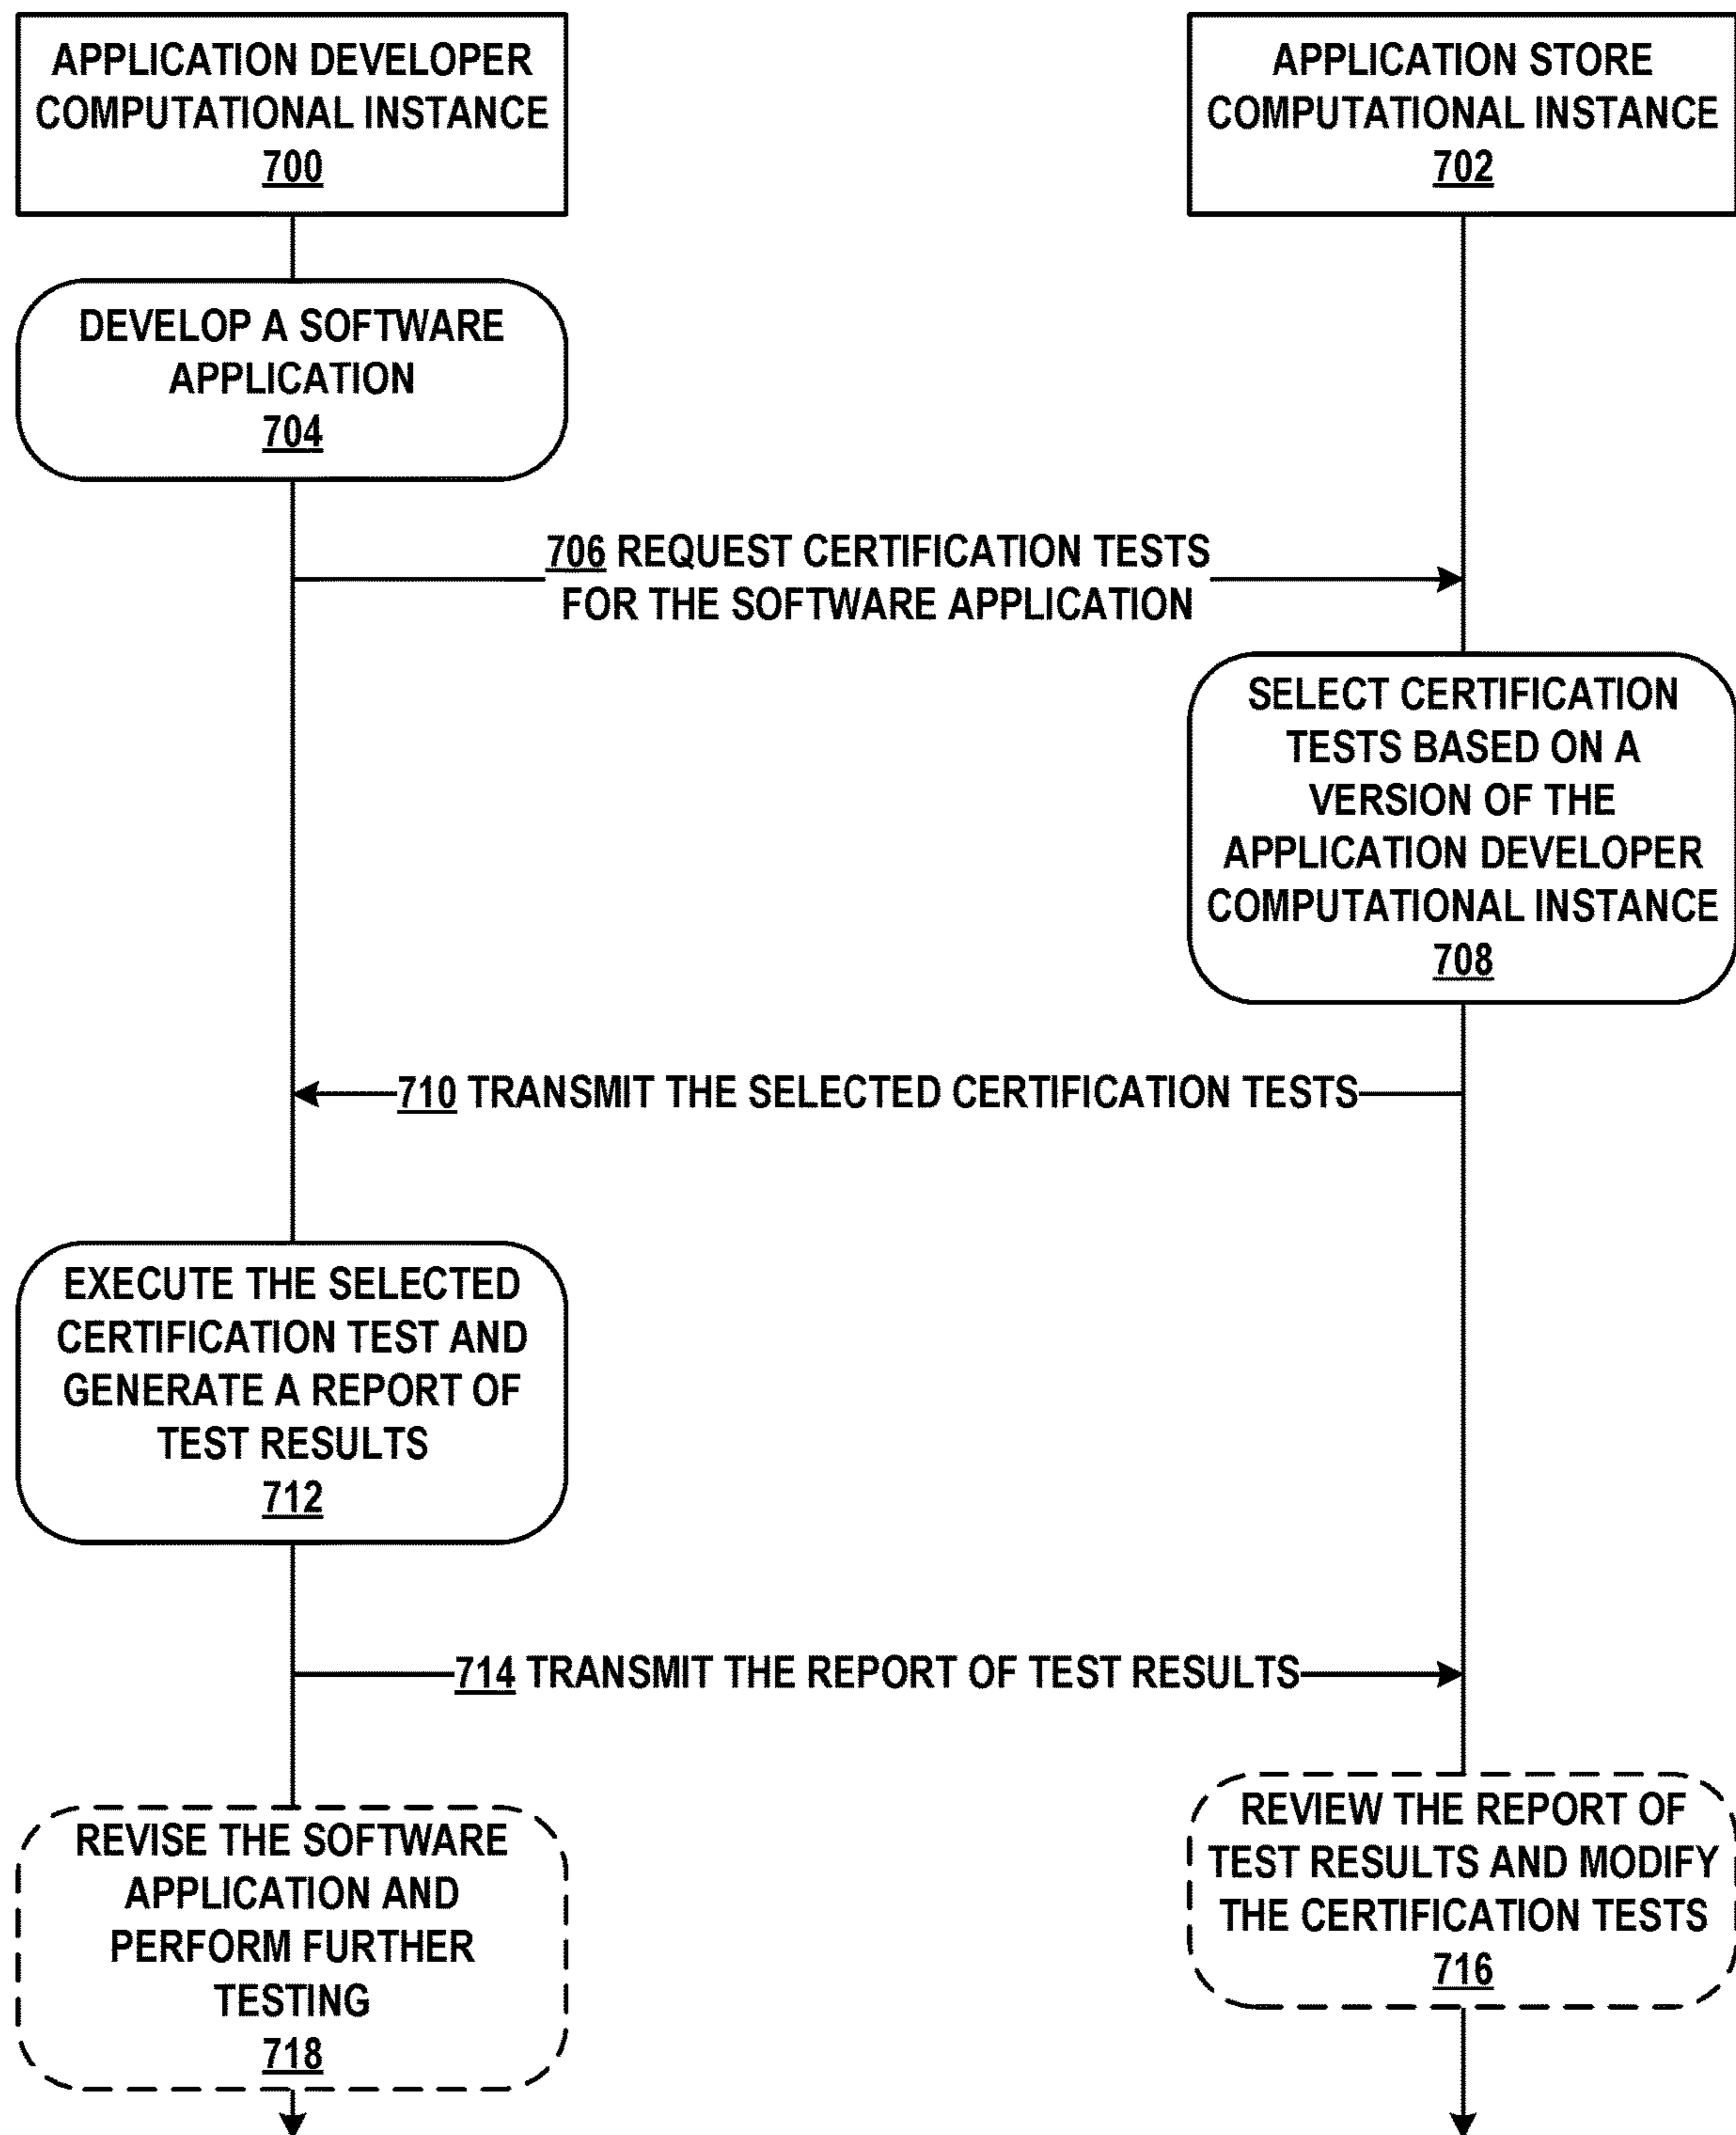 APPLICATION DEVELOPER
COMPUTATIONAL INSTANCE
700
APPLICATION STORE
COMPUTATIONAL INSTANCE
702
DEVELOP A SOFTWARE
APPLICATION
704
706 REQUEST CERTIFICATION TESTS
FOR THE SOFTWARE APPLICATION
SELECT CERTIFICATION
TESTS BASED ON A
VERSION OF THE
APPLICATION DEVELOPER
COMPUTATIONAL INSTANCE
708
710 TRANSMIT THE SELECTED CERTIFICATION TESTS
EXECUTE THE SELECTED
CERTIFICATION TEST AND
GENERATE A REPORT OF
TEST RESULTS
712
714 TRANSMIT THE REPORT OF TEST RESULTS
REVIEW THE REPORT OF
TEST RESULTS AND MODIFY
THE CERTIFICATION TESTS
716
REVISE THE SOFTWARE
APPLICATION AND
PERFORM FURTHER
TESTING
718